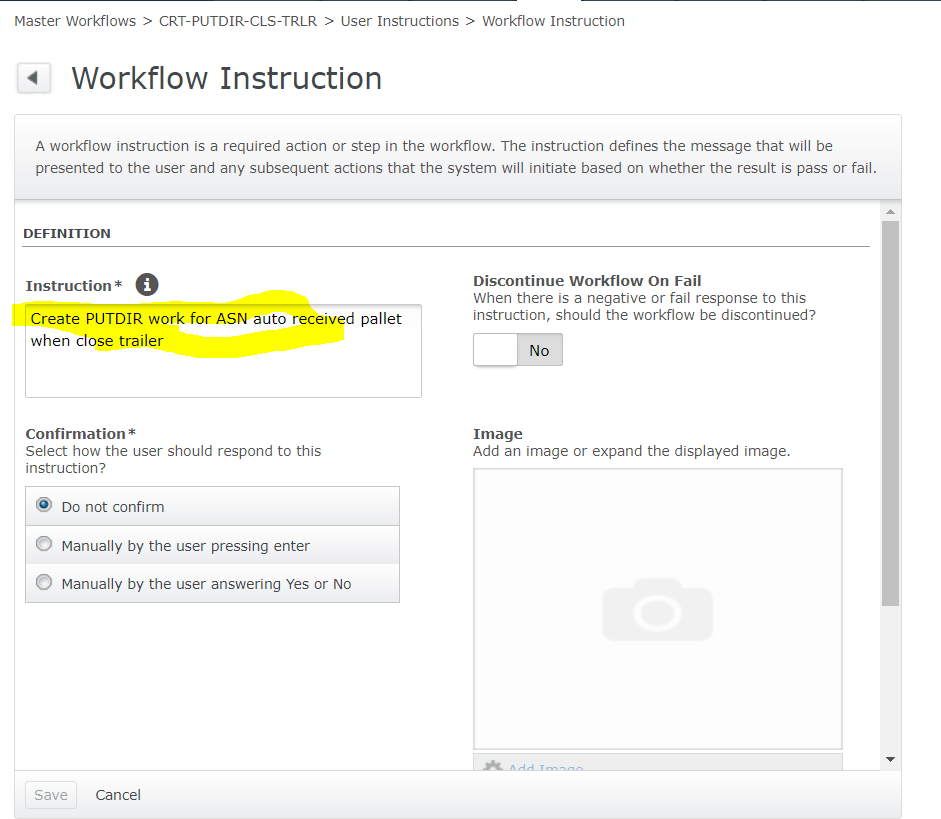 Master Workflows > CRT-PUTDIR-CLS-TRLR > User Instructions > Workflow Instruction
Workflow Instruction
A workflow instruction is a required action or step in the workflow. The instruction defines the message that will be
presented to the user and any subsequent actions that the system will initiate based on whether the result is pass or fail.
DEFINITION
Instruction*
Create PUTDIR work for ASN auto received pallet
when close trailer
Discontinue Workflow On Fail
When there is a negative or fail response to this
instruction, should the workflow be discontinued?
No
Confirmation*
Select how the user should respond to this
instruction?
Do not confirm
Manually by the user pressing enter
Manually by the user answering Yes or No
Image
Add an image or expand the displayed image.
Add Image
Save
Cancel